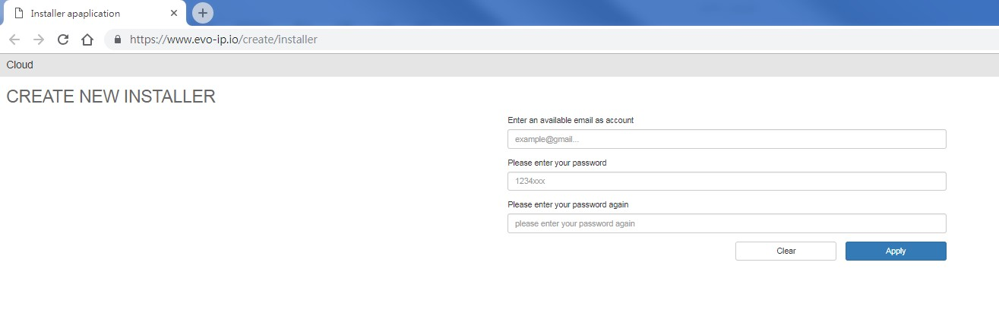 Installer apaplication
https://www.evo-ip.io/create/installer
Cloud
CREATE NEW INSTALLER
Enter an available email as account
example@gmail...
Please enter your password
1234xxx
Please enter your password again
please enter your password again
Clear Apply